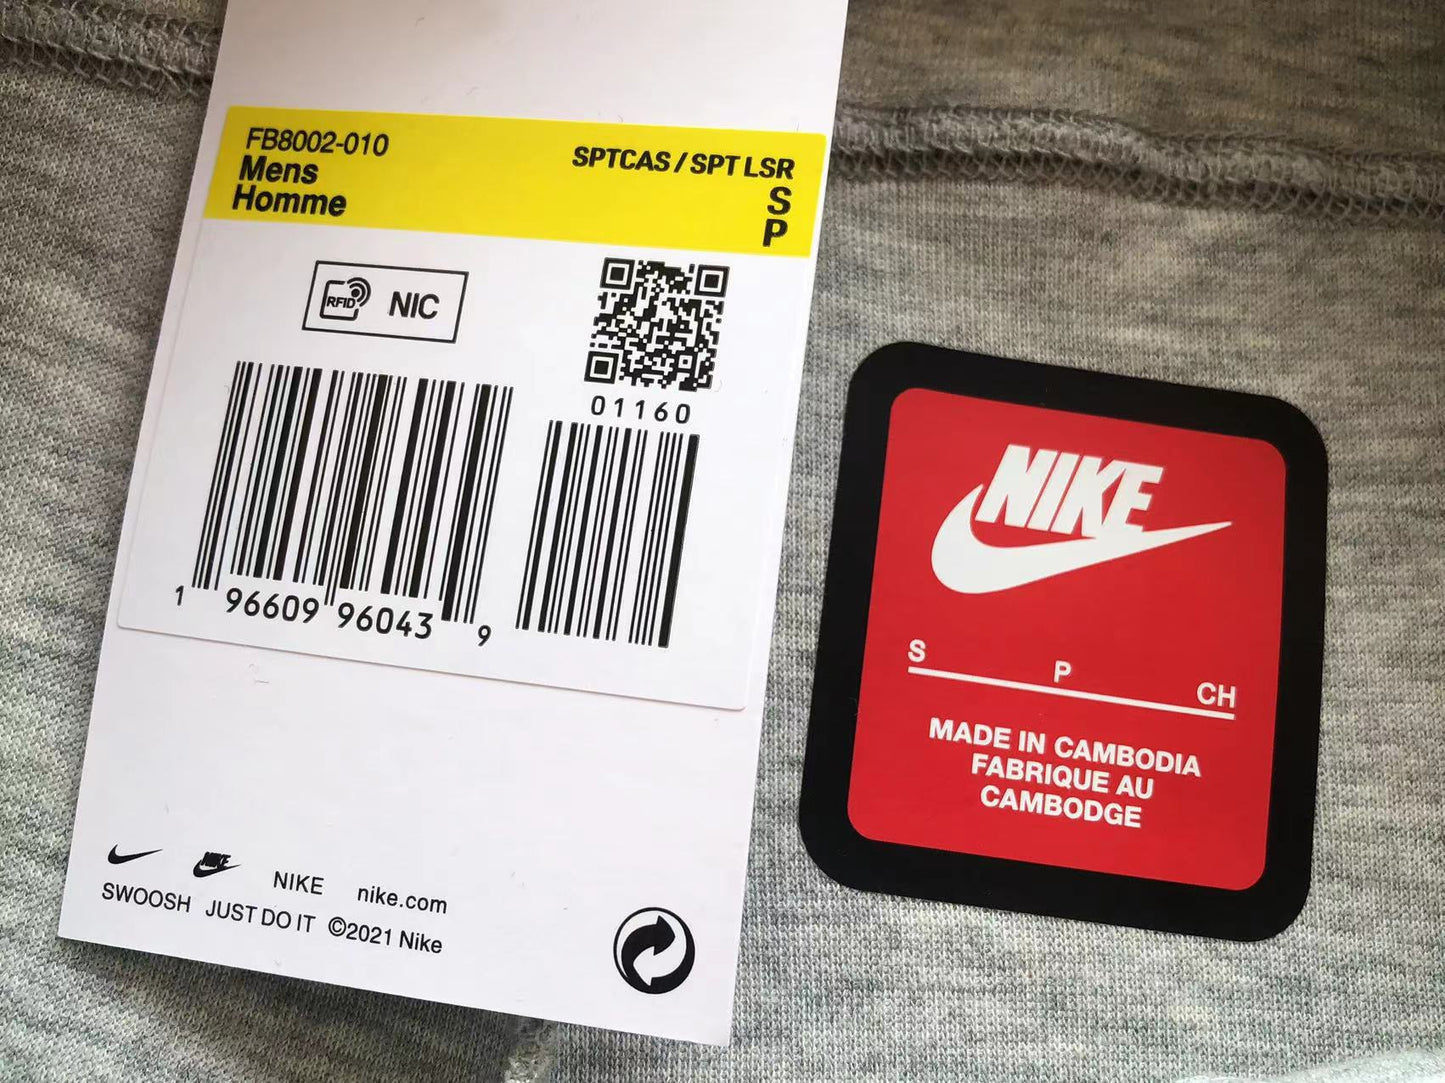 FB8002-010
Mens
Homme
SPTCAS / SPT LSR
S
P
RFID NIC
01160
1 96609 96043 9
NIKE NIKE nike.com
SWOOSH JUST DO IT ©2021 Nike
NIKE
S P CH
MADE IN CAMBODIA
FABRIQUE AU
CAMBODGE